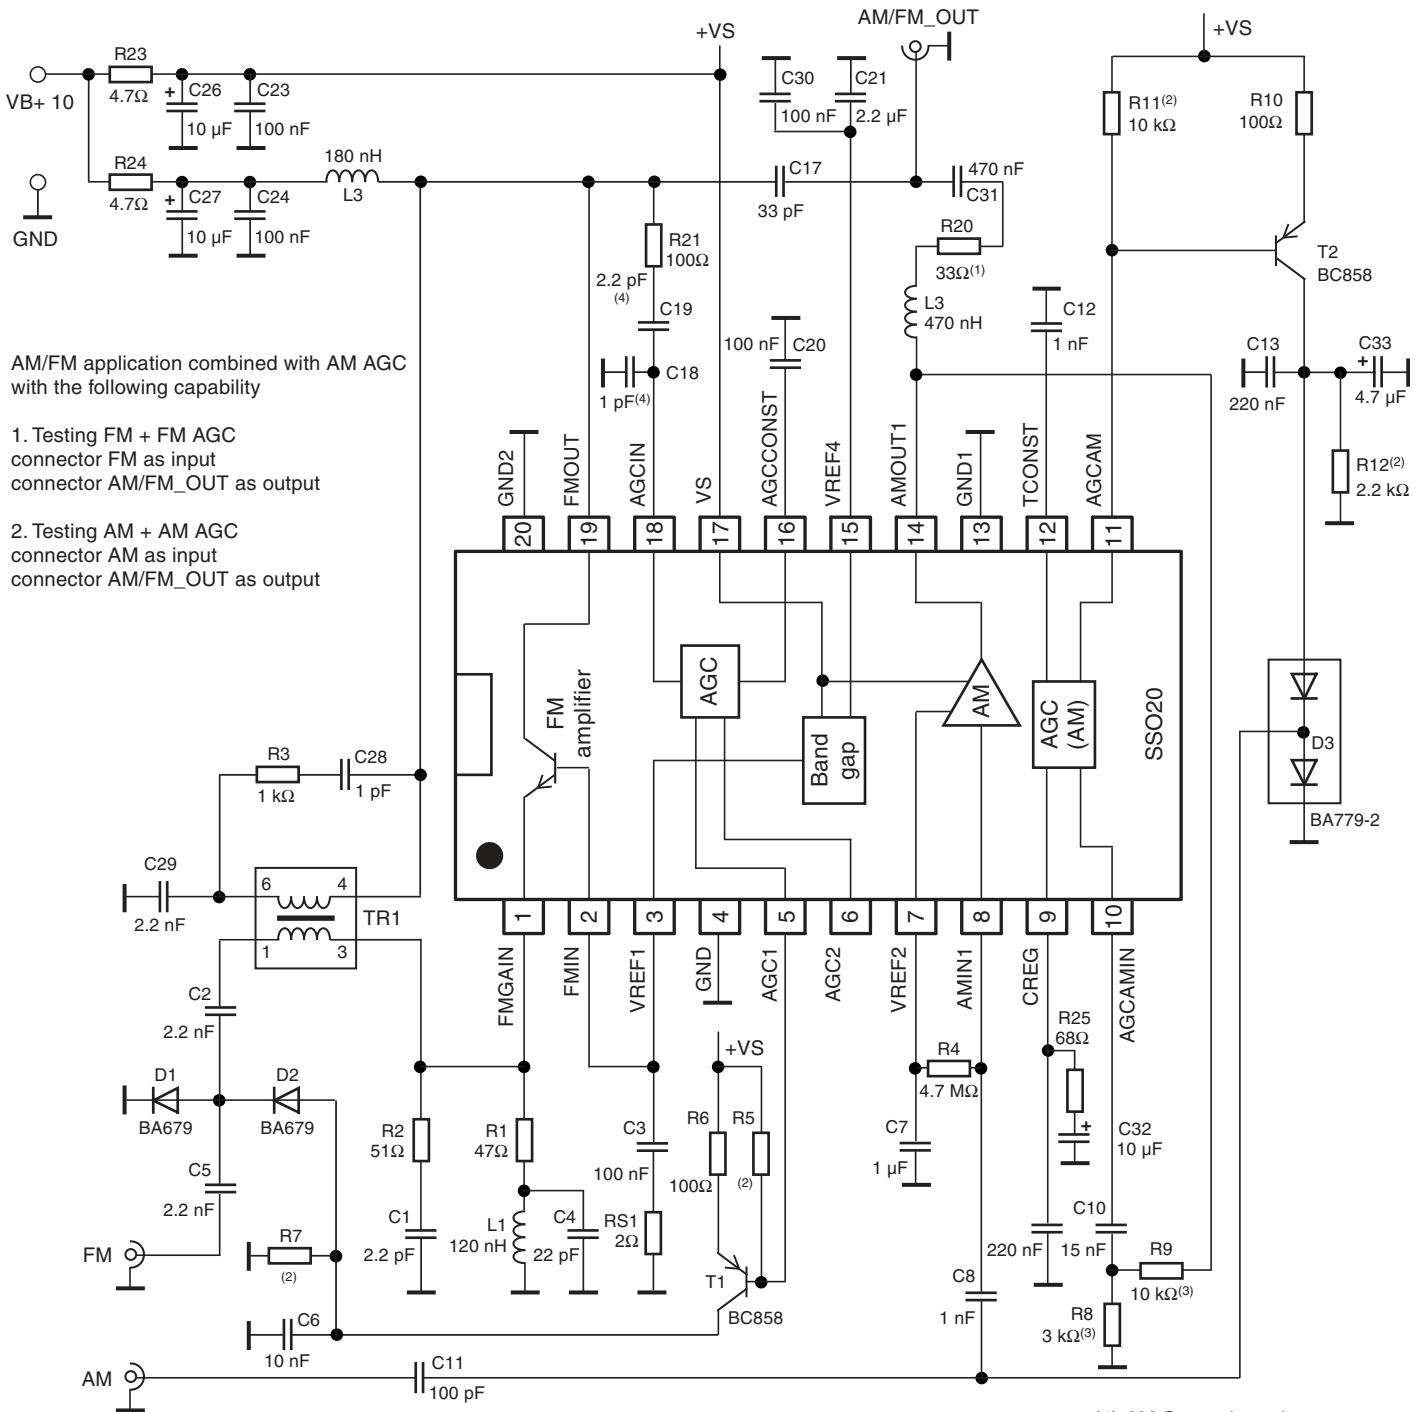 AM/FM_OUT
+VS
+VS
R23
4.7Ω
VB+ 10
+
C26
10 µF
C23
100 nF
C30
100 nF
C21
2.2 µF
R11(2)
10 kΩ
R10
100Ω
R24
4.7Ω
GND
+
C27
10 µF
C24
100 nF
180 nH
L3
C17
33 pF
470 nF
C31
R20
33Ω(1)
R21
100Ω
2.2 pF
(4)
C19
L3
470 nH
C12
1 nF
T2
BC858
C18
1 pF(4)
100 nF
C20
C13
220 nF
C33
+
4.7 µF
R12(2)
2.2 kΩ
AM/FM application combined with AM AGC
with the following capability
1. Testing FM + FM AGC
connector FM as input
connector AM/FM_OUT as output
2. Testing AM + AM AGC
connector AM as input
connector AM/FM_OUT as output
GND2
FMOUT
AGCIN
VS
AGCCONST
VREF4
AMOUT1
GND1
TCONST
AGCAM
20
19
18
17
16
15
14
13
12
11
FM
amplifier
AGC
Band
gap
AM
AGC
(AM)
SSO20
D3
BA779-2
R3
1 kΩ
C28
1 pF
C29
2.2 nF
6
4
1
3
TR1
1
2
3
4
5
6
7
8
9
10
FMGAIN
FMIN
VREF1
GND
AGC1
AGC2
VREF2
AMIN1
CREG
AGCAMIN
C2
2.2 nF
D1
BA679
D2
BA679
C5
2.2 nF
R2
51Ω
R1
47Ω
C3
100 nF
+VS
R6
100Ω
R5
(2)
R4
4.7 MΩ
C7
1 µF
R25
68Ω
+
C32
10 µF
C1
2.2 pF
L1
120 nH
C4
22 pF
RS1
2Ω
T1
BC858
220 nF
C10
15 nF
R9
10 kΩ(3)
R8
3 kΩ(3)
C8
1 nF
FM
R7
(2)
C6
10 nF
AM
C11
100 pF